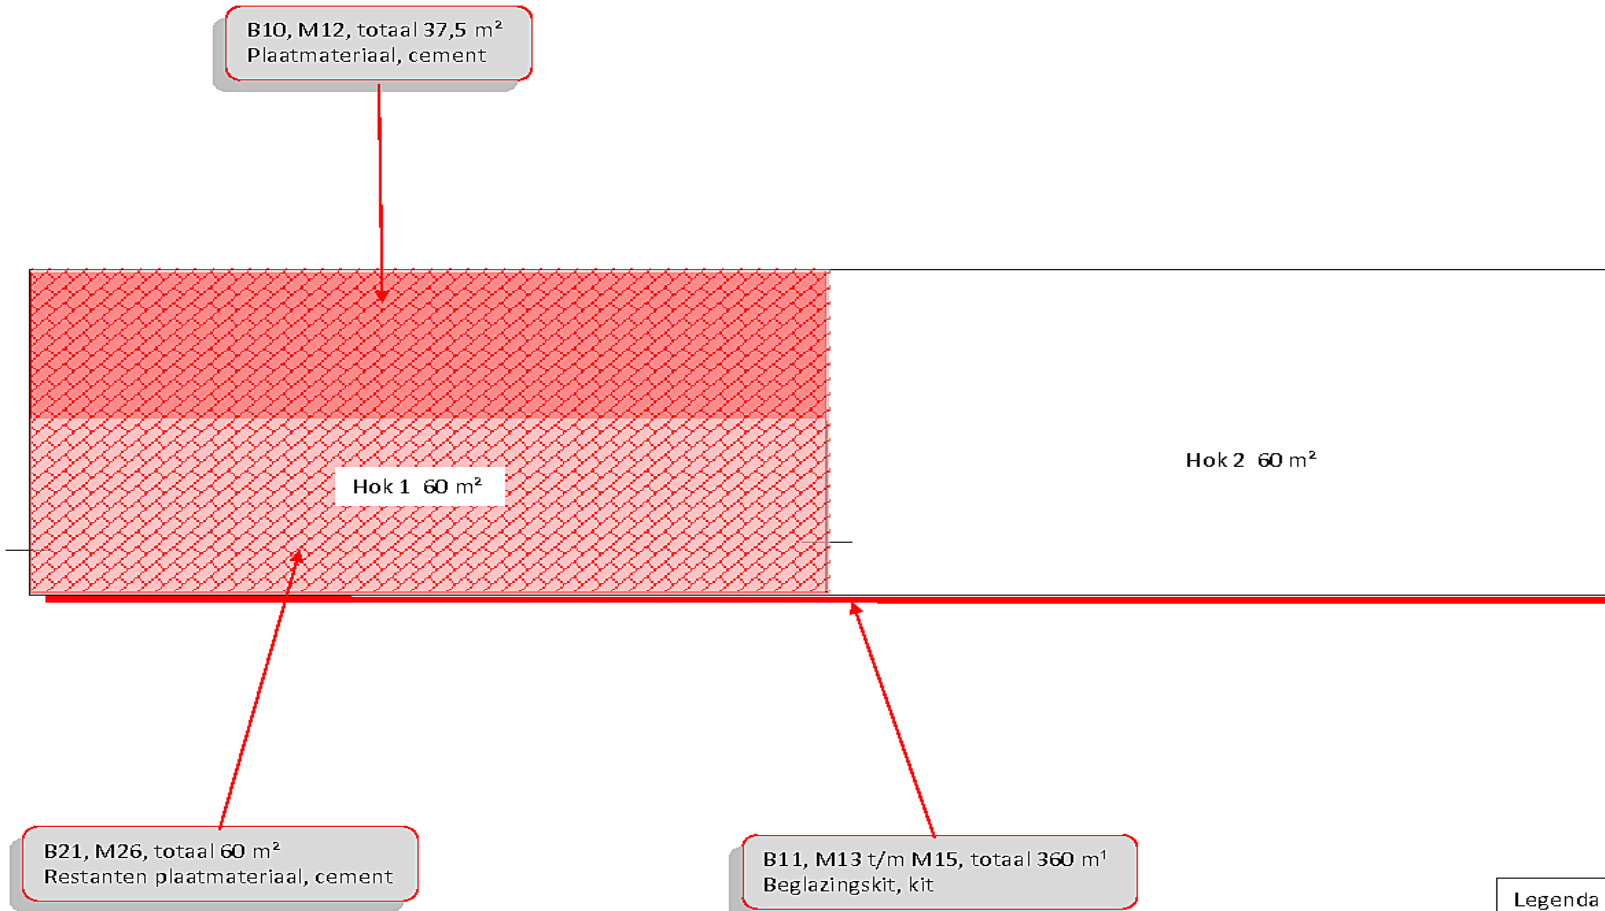 B10, M12, totaal 37,5 m²
Plaatmateriaal, cement
Hok 1 60 m²
Hok 2 60 m²
B21, M26, totaal 60 m²
Restanten plaatmateriaal, cement
B11, M13 t/m M15, totaal 360 m¹
Beglazingskit, kit
Legenda